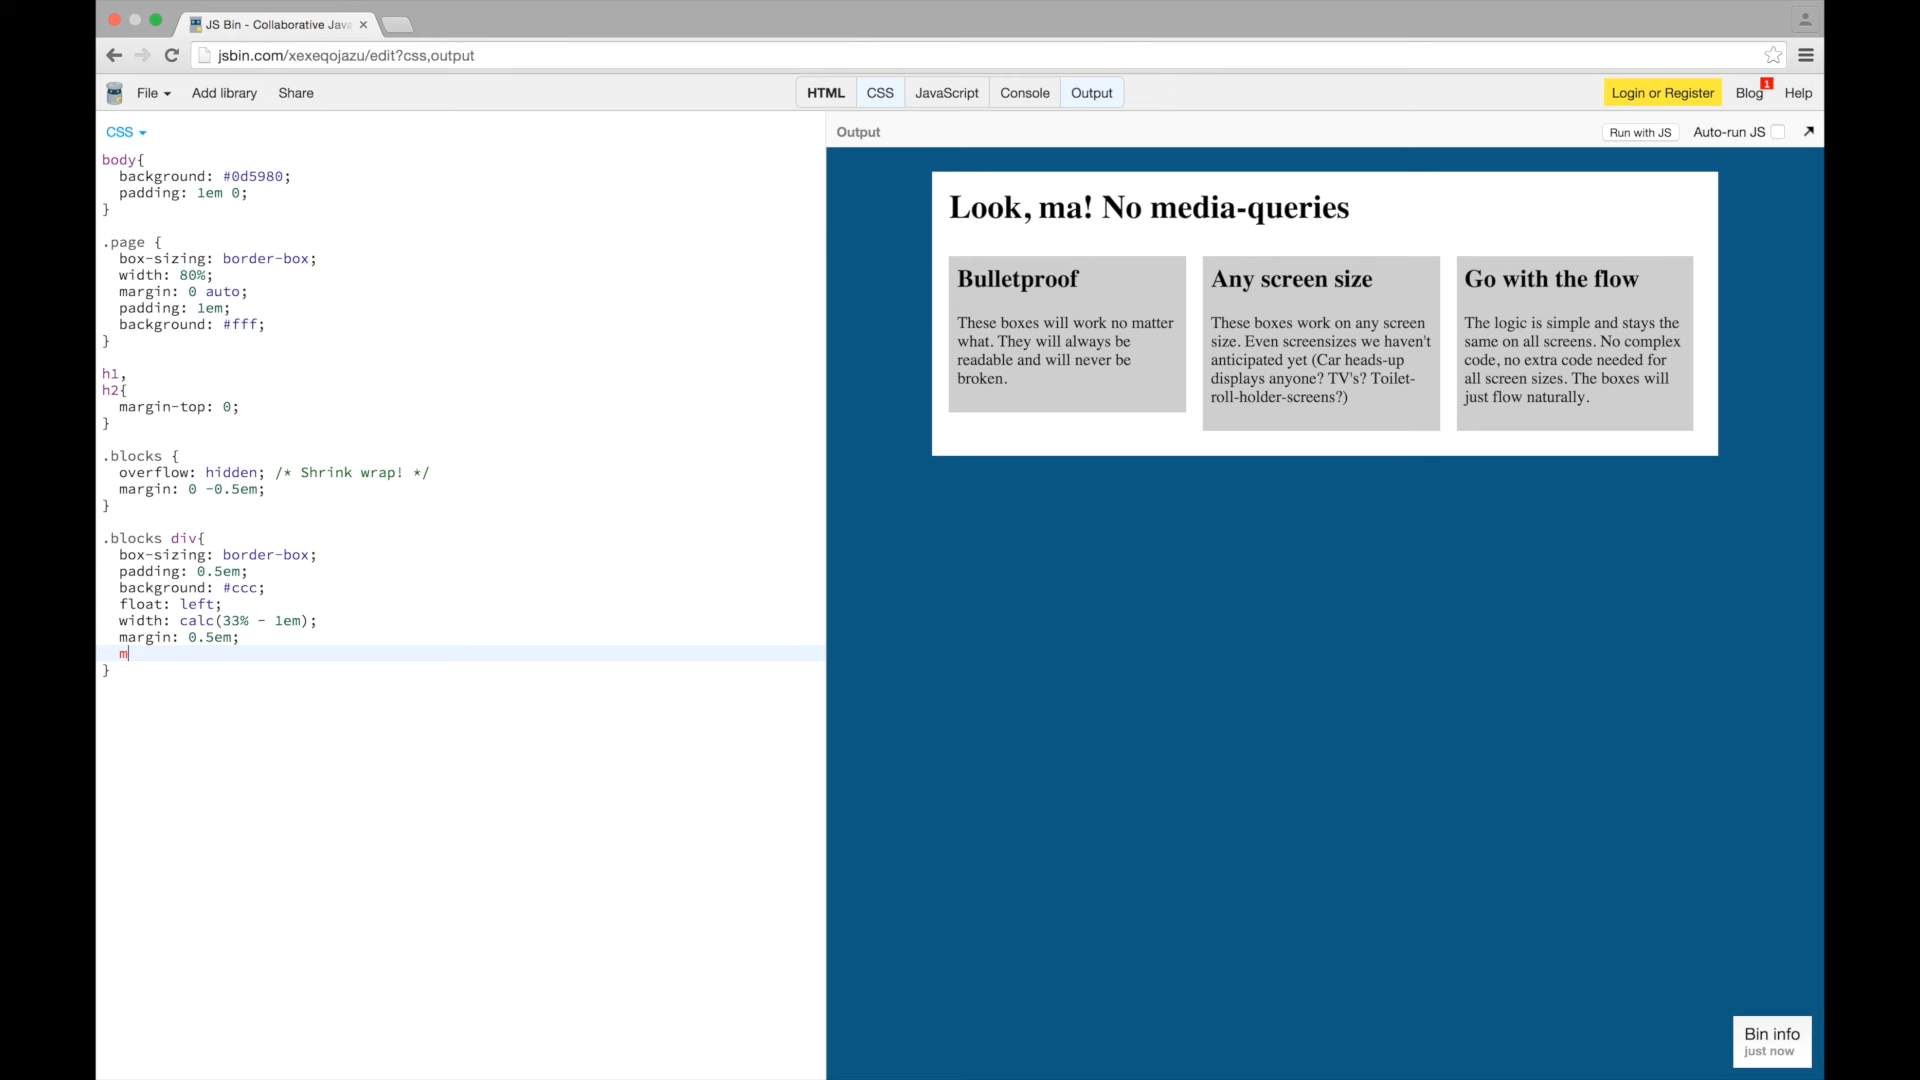 JS Bin - Collaborative Java
jsbin.com/xexeqojazu/edit?css,output
File Add library Share HTML CSS JavaScript Console Output Login or Register Blog 1 Help
CSS
body{
background: #0d5980;
padding: 1em 0;
}
.page {
box-sizing: border-box;
width: 80%;
margin: 0 auto;
padding: 1em;
background: #fff;
}
h1,
h2{
margin-top: 0;
}
.blocks {
overflow: hidden; /* Shrink wrap! */
margin: 0 -0.5em;
}
.blocks div{
box-sizing: border-box;
padding: 0.5em;
background: #ccc;
float: left;
width: calc(33% - 1em);
margin: 0.5em;
m
}
Output Run with JS Auto-run JS
Look, ma! No media-queries
Bulletproof
These boxes will work no matter
what. They will always be
readable and will never be
broken.
Any screen size
These boxes work on any screen
size. Even screensizes we haven't
anticipated yet (Car heads-up
displays anyone? TV's? Toilet-
roll-holder-screens?)
Go with the flow
The logic is simple and stays the
same on all screens. No complex
code, no extra code needed for
all screen sizes. The boxes will
just flow naturally.
Bin info
just now